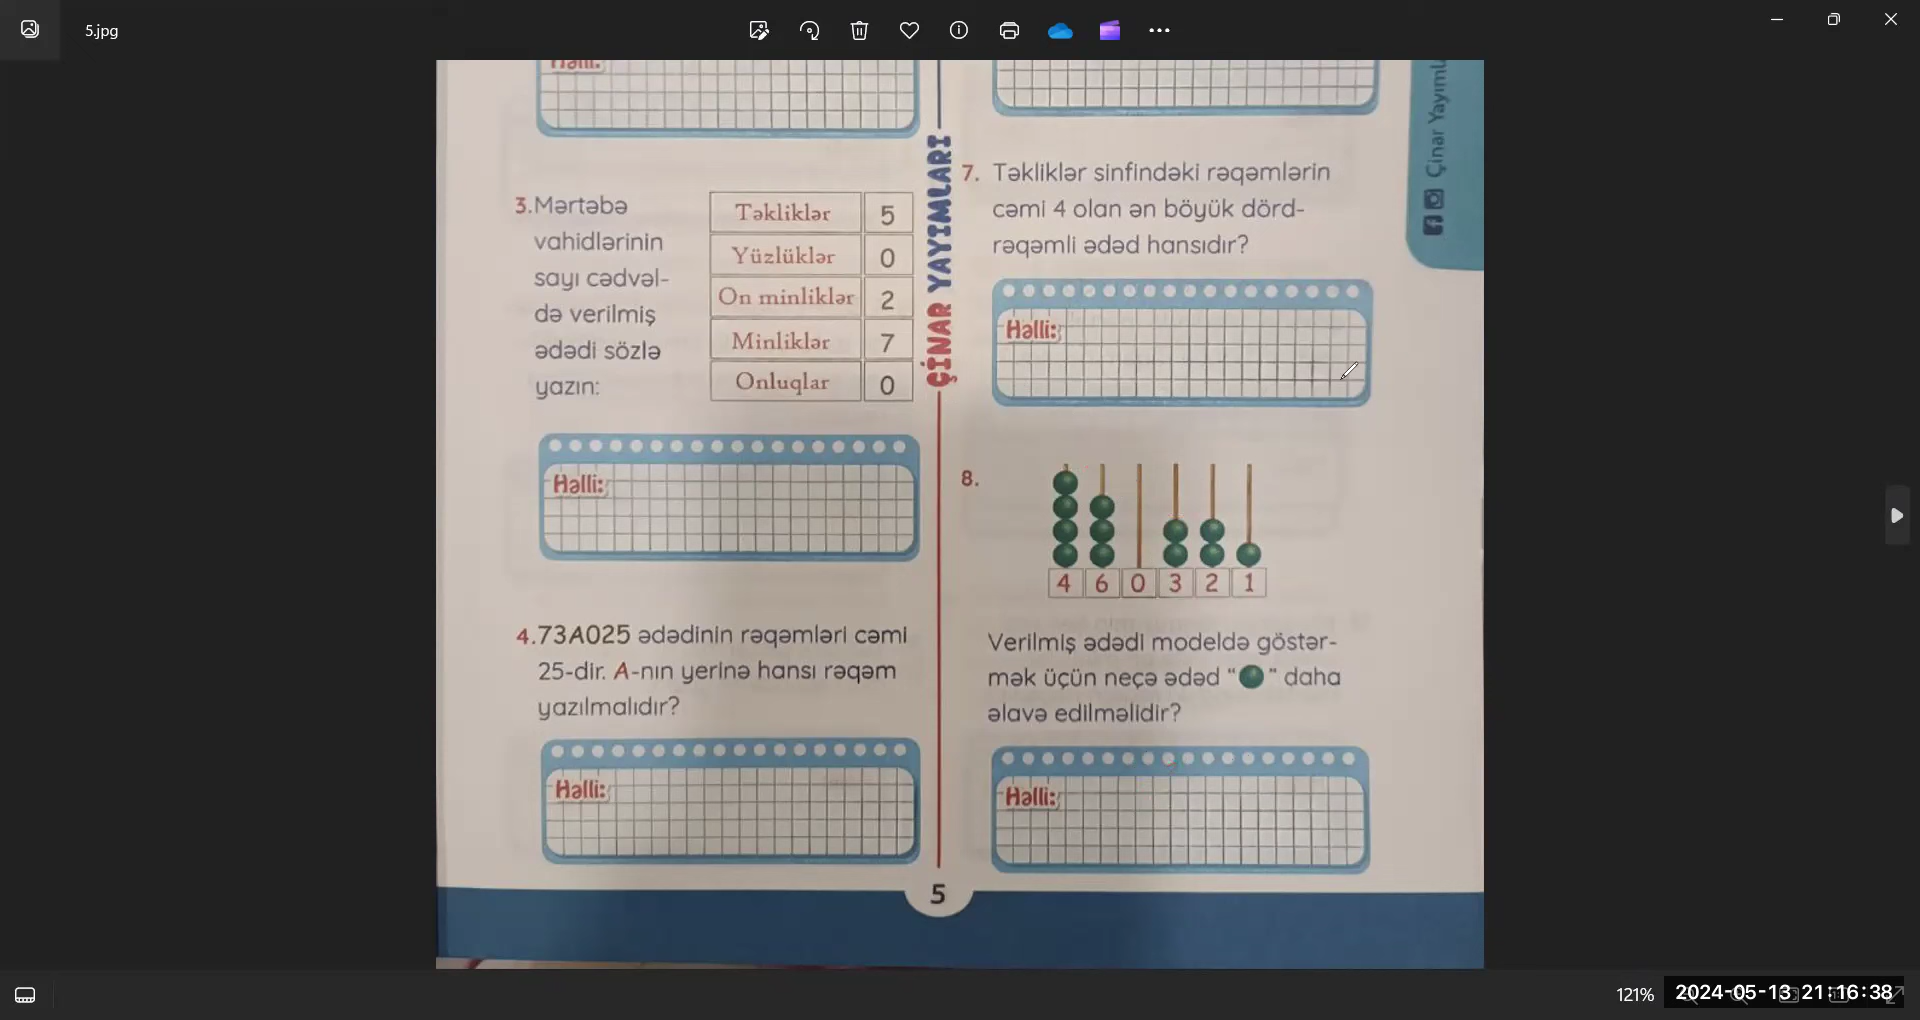 5.jpg
Həlli:
3.Mərtəbə
vahidlərinin
sayı cədvəl-
də verilmiş
ədədi sözlə
yazın:
Təkliklər 5
Yüzlüklər 0
On minliklər 2
Minliklər 7
Onluqlar 0
Həlli:
4.73A025 ədədinin rəqəmləri cəmi
25-dir. A-nın yerinə hansı rəqəm
yazılmalıdır?
Həlli:
ÇİNAR YAYIMLARI
7. Təkliklər sinfindəki rəqəmlərin
cəmi 4 olan ən böyük dörd-
rəqəmli ədəd hansıdır?
Həlli:
8.
4 6 0 3 2 1
Verilmiş ədədi modeldə göstər-
mək üçün neçə ədəd “ ” daha
əlavə edilməlidir?
Həlli:
Çinar
5
121%
2024-05-13 21:16:38